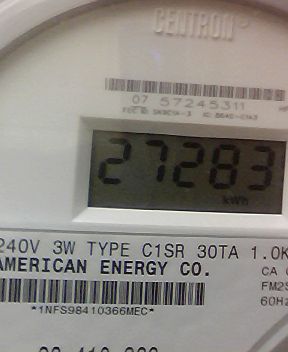 CENTRON
07 57245311
27283
kWh
240V 3W TYPE C1SR 30TA 1.0K
AMERICAN ENERGY CO.
CA
FM2S
60Hz
*1NFS98410366MEC*